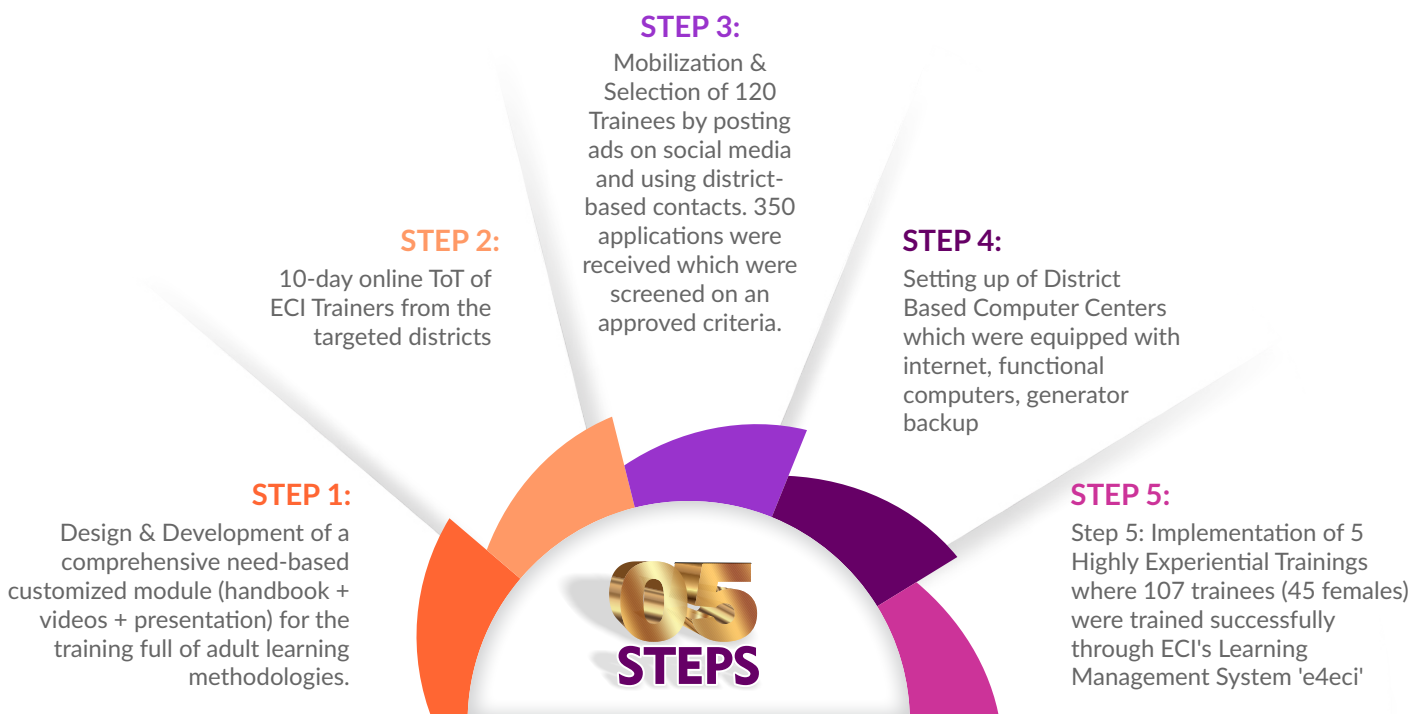 STEP 1:
Design & Development of a
comprehensive need-based
customized module (handbook +
videos + presentation) for the
training full of adult learning
methodologies.
STEP 2:
10-day online ToT of
ECI Trainers from the
targeted districts
STEP 3:
Mobilization &
Selection of 120
Trainees by posting
ads on social media
and using district-
based contacts. 350
applications were
received which were
screened on an
approved criteria.
STEP 4:
Setting up of District
Based Computer Centers
which were equipped with
internet, functional
computers, generator
backup
STEP 5:
Step 5: Implementation of 5
Highly Experiential Trainings
where 107 trainees (45 females)
were trained successfully
through ECI's Learning
Management System 'e4eci'
05
STEPS